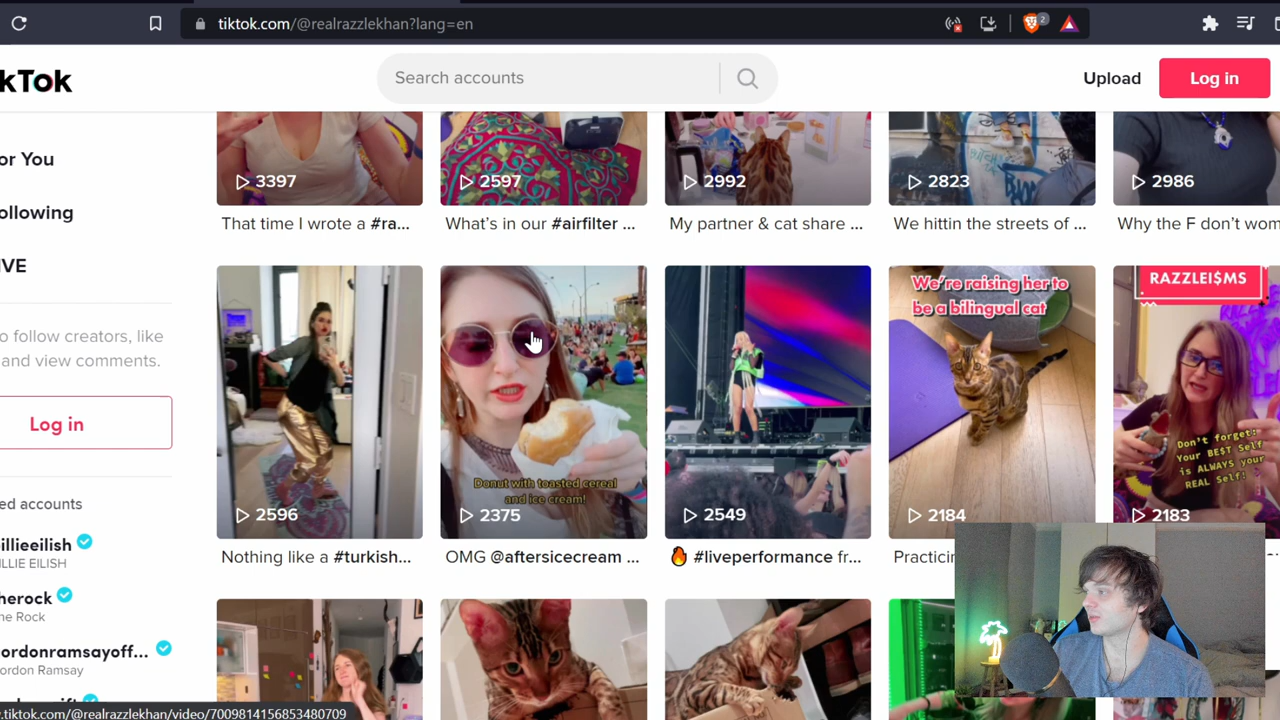 tiktok.com/@realrazzlekhan?lang=en
2
kTok
Search accounts
Upload
Log in
or You
ollowing
IVE
o follow creators, like
and view comments.
Log in
ed accounts
illieeilish
ILLIE EILISH
herock
he Rock
ordonramsayoff...
ordon Ramsay
3397
2597
2992
2823
2986
That time I wrote a #ra...
What's in our #airfilter ...
My partner & cat share ...
We hittin the streets of ...
Why the F don't wom
We're raising her to
be a bilingual cat
RAZZLEI$MS
Donut with toasted cereal
and ice cream!
Don't forget:
Your BE$T Self
is ALWAYS your
REAL Self!
2596
2375
2549
2184
2183
Nothing like a #turkish...
OMG @aftersicecream ...
🔥 #liveperformance fr...
Practicin
.tiktok.com/@realrazzlekhan/video/7009814156853480709